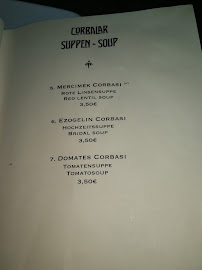 CORBALAR
SUPPEN - SOUP
5. MERCIMEK CORBASI
ROTE LINSENSUPPE
RED LENTIL SOUP
3,50€
6. EZOGELIN CORBASI
HOCHZEITSSUPPE
BRIDAL SOUP
3,50€
7. DOMATES CORBASI
TOMATENSUPPE
TOMATOSOUP
3,50€